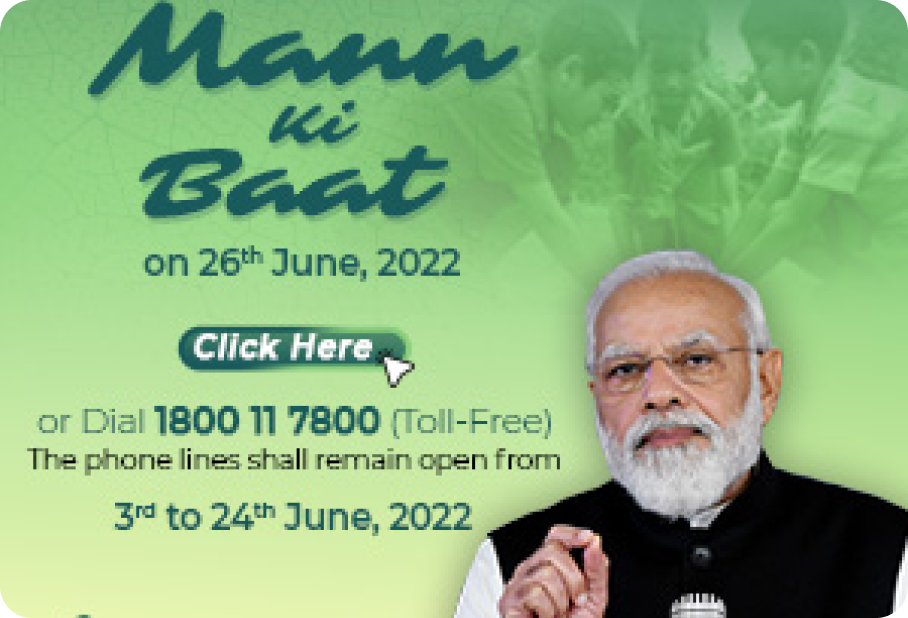 Mann
Ki
Baat
on 26th June, 2022
Click Here
or Dial 1800 11 7800 (Toll-Free)
The phone lines shall remain open from
3rd to 24th June, 2022